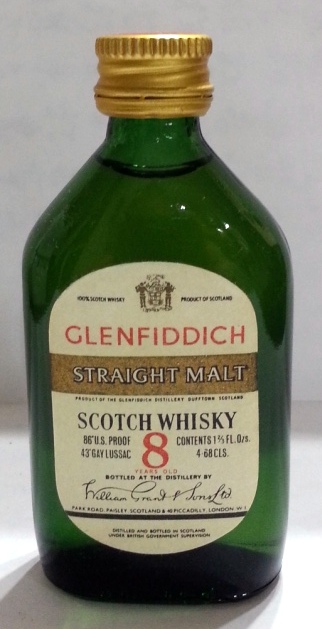 100% SCOTCH WHISKY PRODUCT OF SCOTLAND
GLENFIDDICH
STRAIGHT MALT
PRODUCT OF THE GLENFIDDICH DISTILLERY DUFFTOWN SCOTLAND
SCOTCH WHISKY
86° U.S. PROOF 8 CONTENTS 1 3/5 FL. Ozs.
43° GAY LUSSAC 4·68 CLS.
YEARS OLD
BOTTLED AT THE DISTILLERY BY
William Grant & Sons Ltd.
PARK ROAD, PAISLEY, SCOTLAND & 48 PICCADILLY, LONDON W 1
DISTILLED AND BOTTLED IN SCOTLAND
UNDER BRITISH GOVERNMENT SUPERVISION